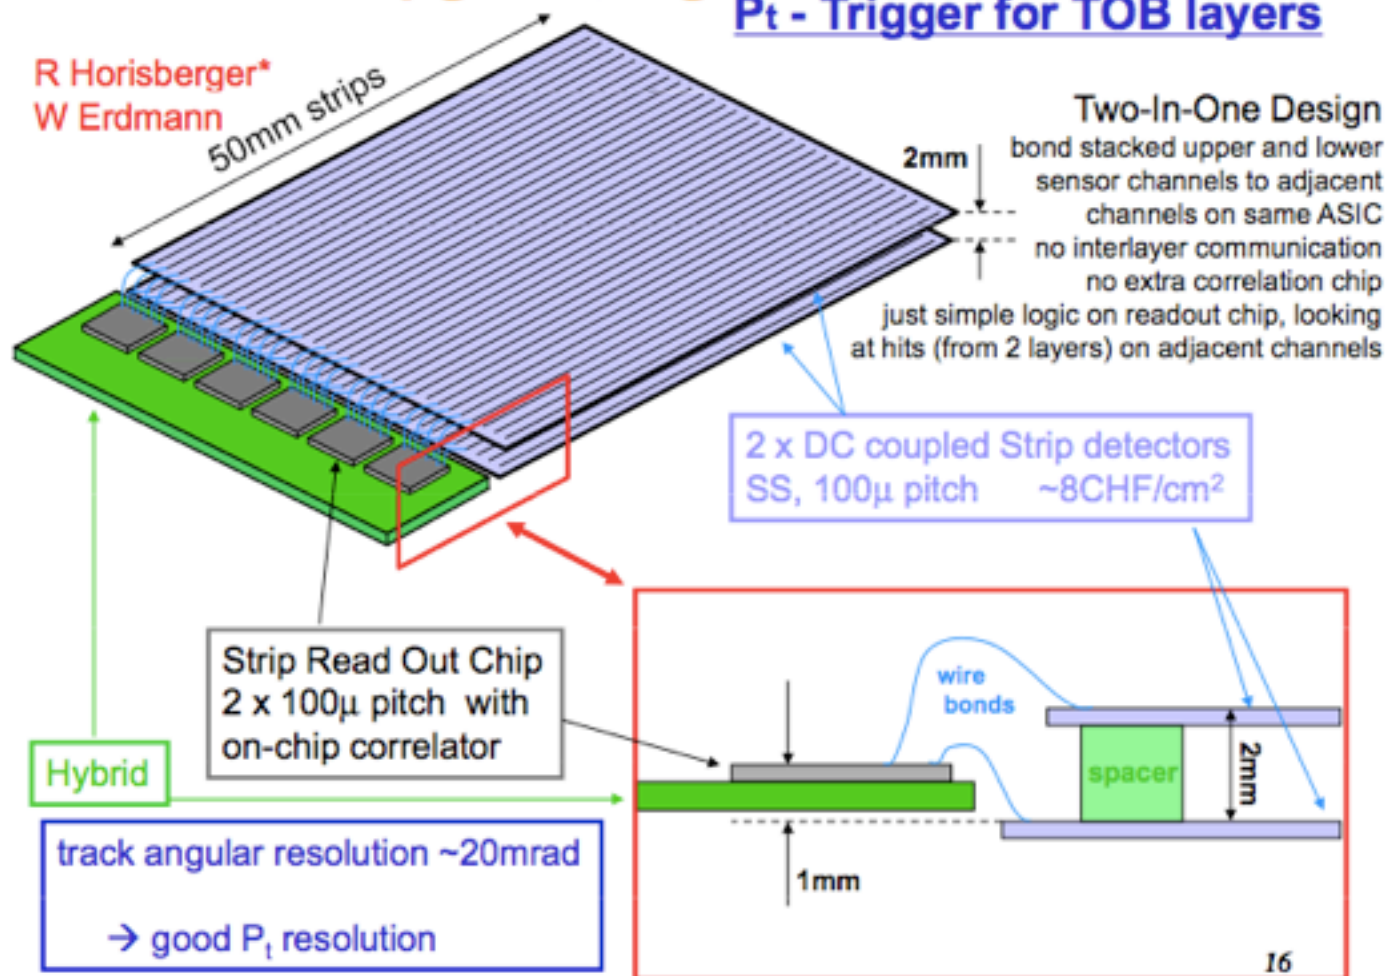 Pt - Trigger for TOB layers
R Horisberger*
W Erdmann
50mm strips
Two-In-One Design
bond stacked upper and lower
sensor channels to adjacent
channels on same ASIC
no interlayer communication
no extra correlation chip
just simple logic on readout chip, looking
at hits (from 2 layers) on adjacent channels
2mm
2 x DC coupled Strip detectors
SS, 100µ pitch ~8CHF/cm²
Strip Read Out Chip
2 x 100µ pitch with
on-chip correlator
Hybrid
track angular resolution ~20mrad
→ good Pt resolution
wire
bonds
spacer
2mm
1mm
16